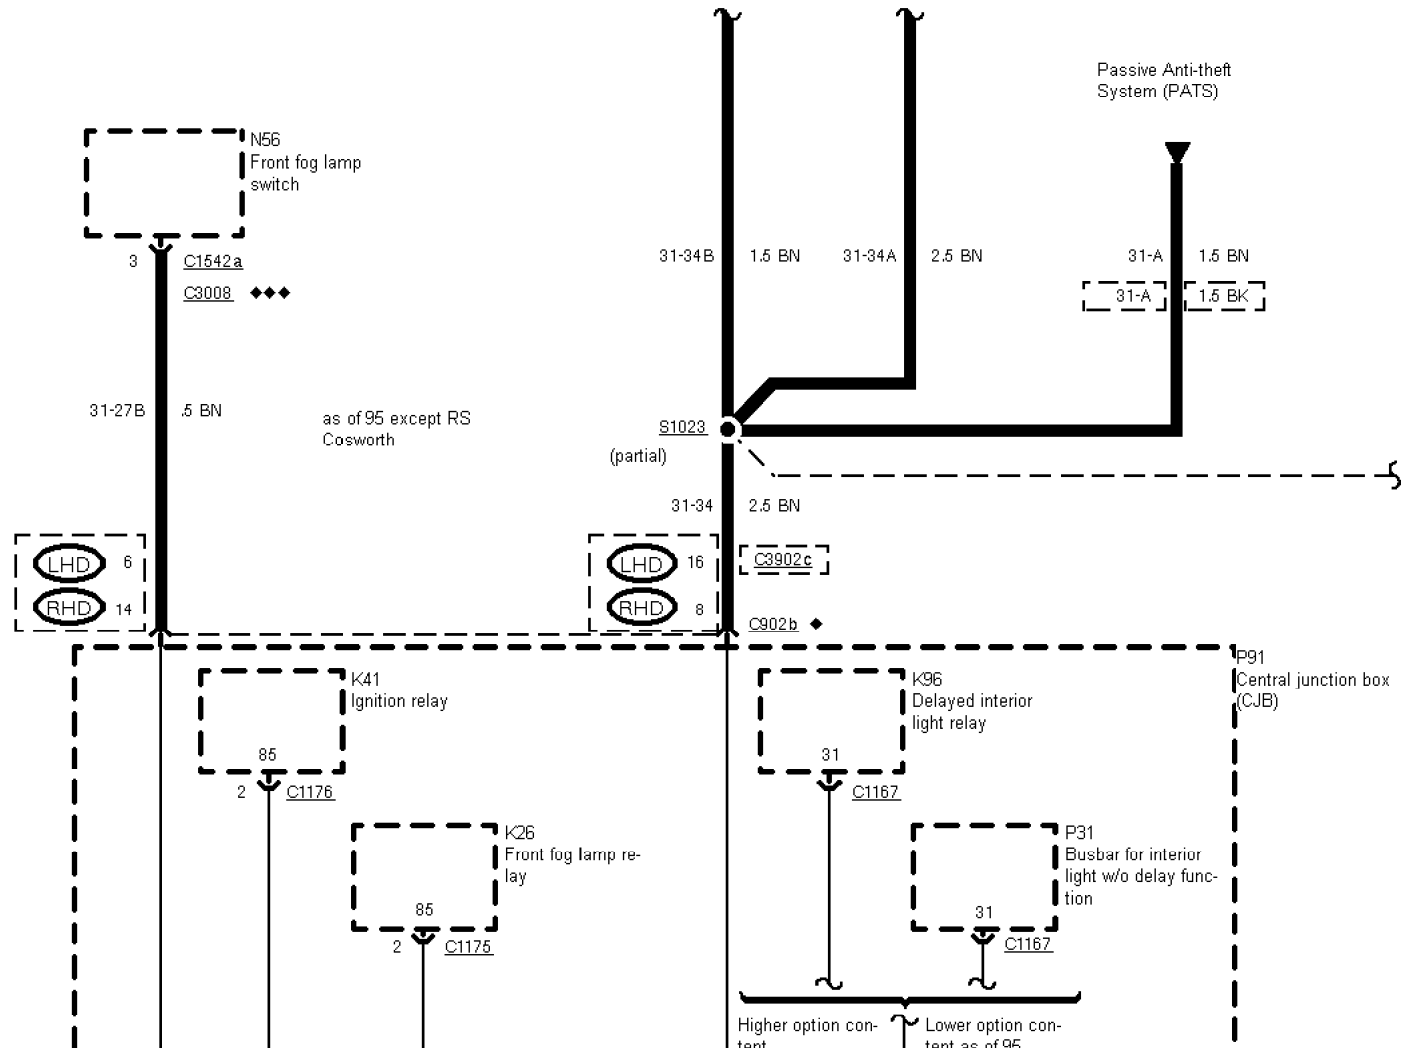 Passive Anti-theft
System (PATS)
N56
Front fog lamp
switch
3
C1542a
C3008 ◆◆◆
31-34B
1.5 BN
31-34A
2.5 BN
31-A
1.5 BN
31-A
1.5 BK
31-27B
.5 BN
as of 95 except RS
Cosworth
S1023
(partial)
31-34
2.5 BN
LHD 6
RHD 14
LHD 16
RHD 8
C3902c
C902b ◆
P91
Central junction box
(CJB)
K41
Ignition relay
85
2
C1176
K96
Delayed interior
light relay
31
C1167
K26
Front fog lamp re-
lay
85
2
C1175
P31
Busbar for interior
light w/o delay func-
tion
31
C1167
Higher option con-
tent
Lower option con-
tent as of 95